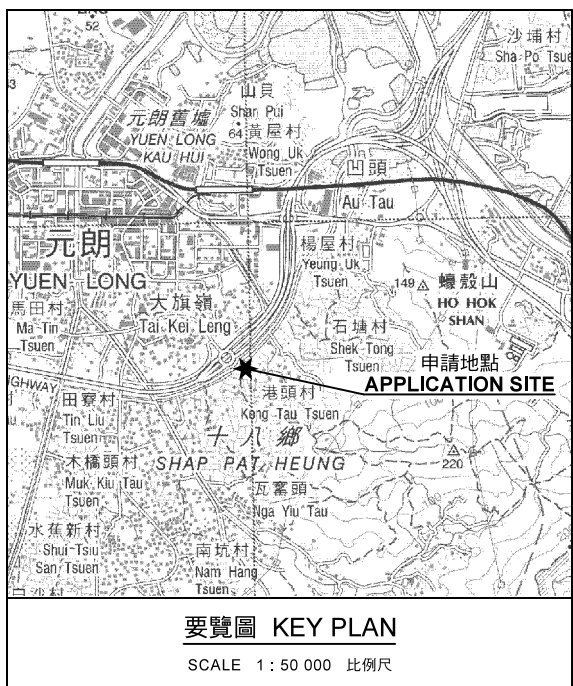 52
沙埔村
Sha Po Tsue
山貝
Shan Pui
元朗舊墟
YUEN LONG
KAU HUI
64
黃屋村
Wong Uk
Tsuen
凹頭
Au Tau
元朗
YUEN LONG
楊屋村
Yeung Uk
Tsuen
149
蠔殼山
HO HOK
SHAN
馬田村
Ma Tin
Tsuen
大旗嶺
Tai Kei Leng
石塘村
Shek Tong
Tsuen
申請地點
APPLICATION SITE
HIGHWAY
田寮村
Tin Liu
Tsuen
港頭村
Kong Tau Tsuen
十八鄉
SHAP PAT HEUNG
220
木橋頭村
Muk Kiu Tau
Tsuen
瓦窰頭
Nga Yiu Tau
水蕉新村
Shui Tsiu
San Tsuen
南坑村
Nam Hang
Tsuen
要覽圖 KEY PLAN
SCALE 1 : 50 000 比例尺